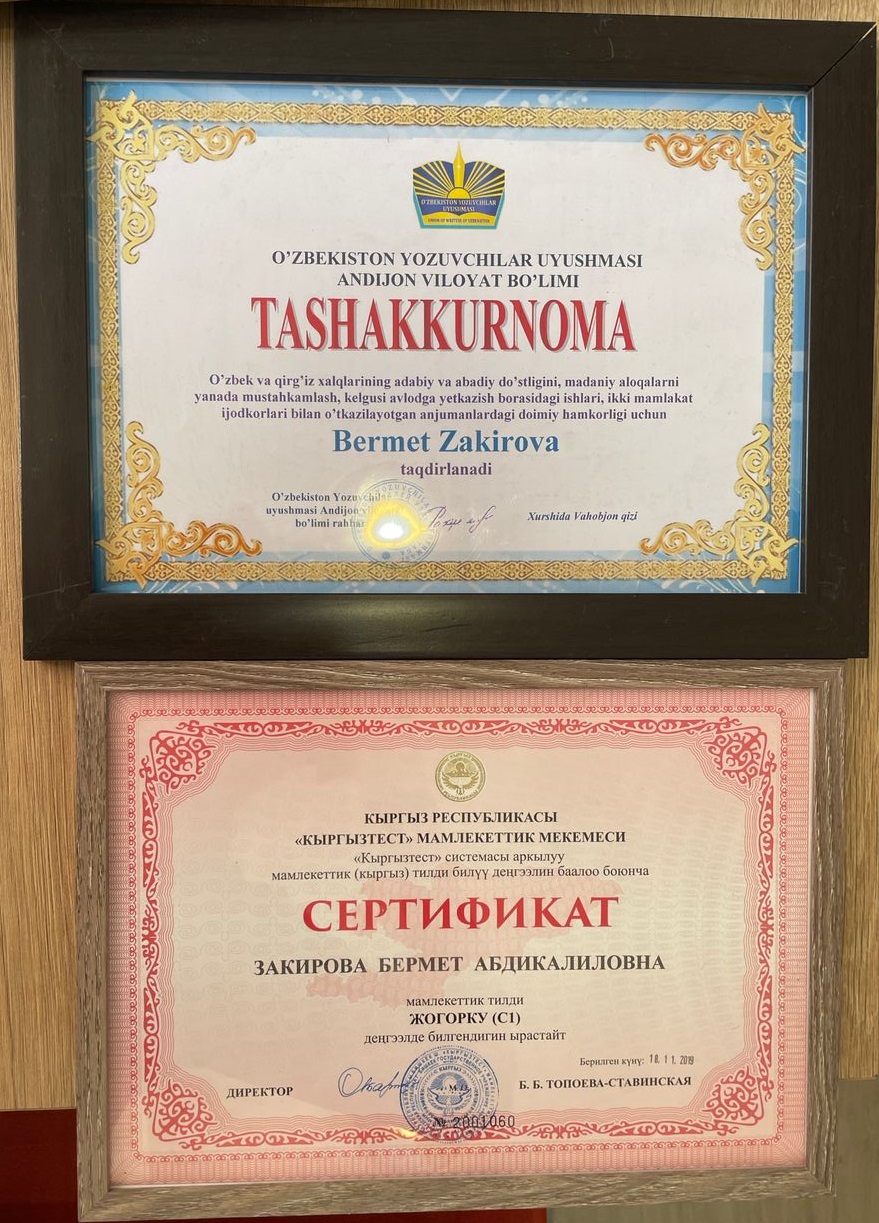 O'ZBEKISTON YOZUVCHILAR
UYUSHMASI
UNION OF WRITERS OF UZBEKISTAN
O'ZBEKISTON YOZUVCHILAR UYUSHMASI
ANDIJON VILOYAT BO'LIMI
TASHAKKURNOMA
O'zbek va qirg'iz xalqlarining adabiy va abadiy do'stligini, madaniy aloqalarni
yanada mustahkamlash, kelgusi avlodga yetkazish borasidagi ishlari, ikki mamlakat
ijodkorlari bilan o'tkazilayotgan anjumanlardagi doimiy hamkorligi uchun
Bermet Zakirova
taqdirlanadi
O'zbekiston
uyushmasi Andijon
bo'limi
Xurshida Vahobjon qizi
КЫРГЫЗ РЕСПУБЛИКАСЫ
«КЫРГЫЗТЕСТ» МАМЛЕКЕТТИК МЕКЕМЕСИ
«Кыргызтест» системасы аркылуу
мамлекеттик (кыргыз) тилди билүү деңгээлин баалоо боюнча
СЕРТИФИКАТ
ЗАКИРОВА БЕРМЕТ АБДИКАЛИЛОВНА
мамлекеттик тилди
ЖОГОРКУ (C1)
деңгээлде билгендигин ырастайт
Берилген күнү: 18. 11. 2019
ДИРЕКТОР
М.О.
Б. Б. ТОПОЕВА-СТАВИНСКАЯ
№ 2001060